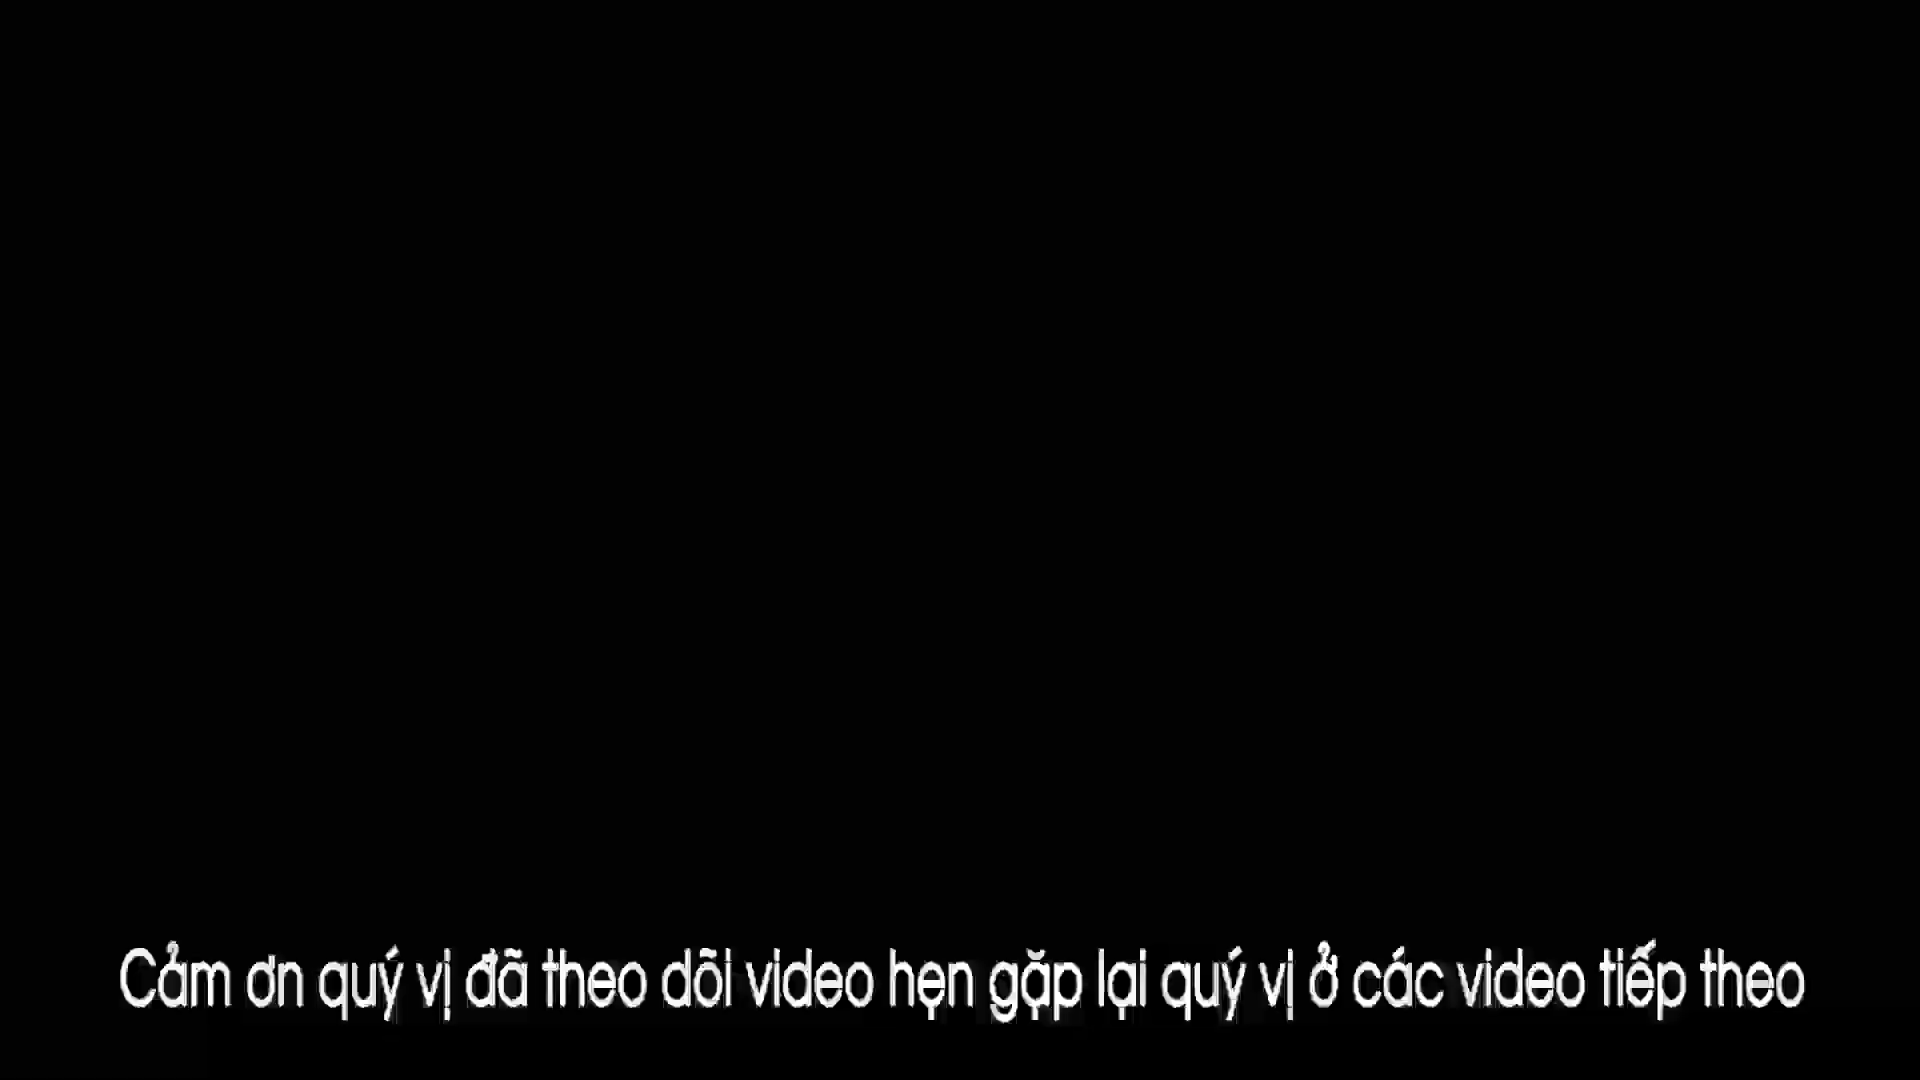 Cảm ơn quý vị đã theo dõi video hẹn gặp lại quý vị ở các video tiếp theo